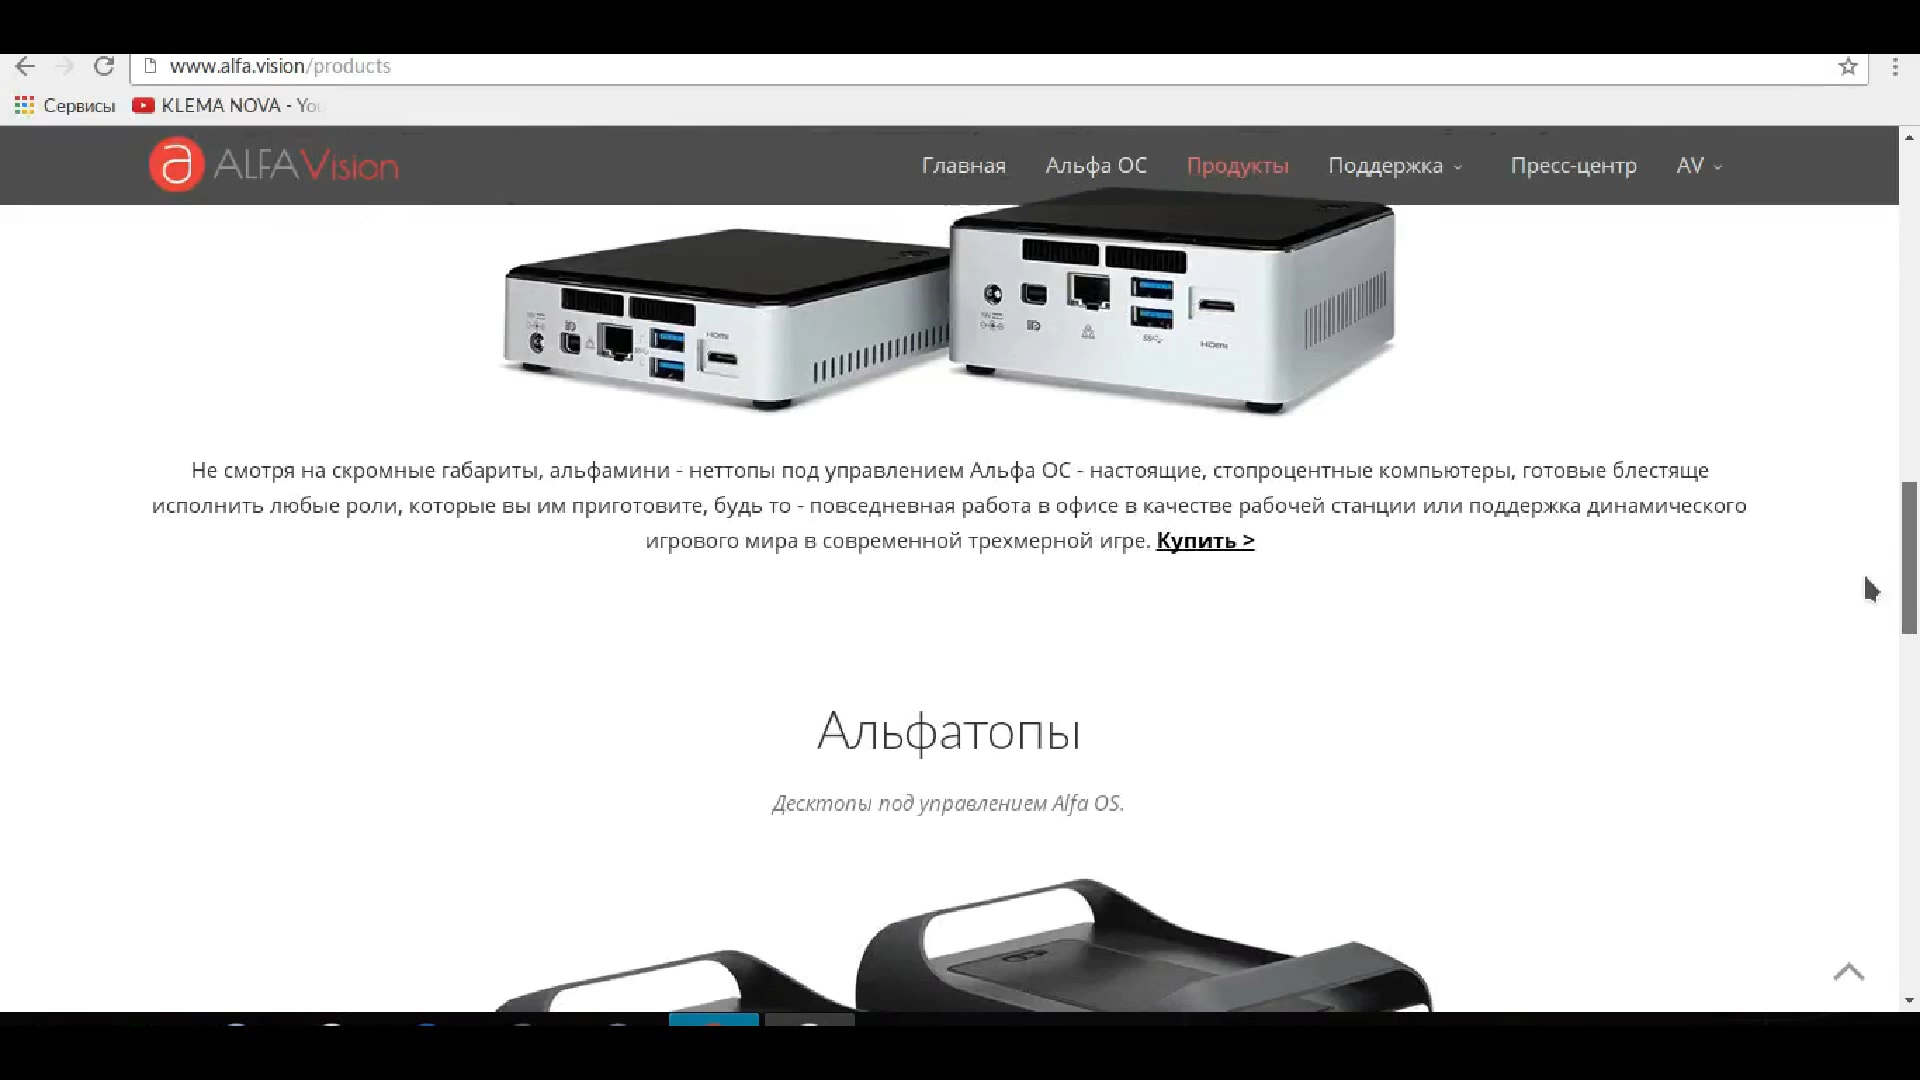 www.alfa.vision/products
Сервисы
KLEMA NOVA - You
a ALFAVision
Главная
Альфа ОС
Продукты
Поддержка
Пресс-центр
AV
HDMI
HDMI
Не смотря на скромные габариты, альфамини - неттопы под управлением Альфа ОС - настоящие, стопроцентные компьютеры, готовые блестяще
исполнить любые роли, которые вы им приготовите, будь то - повседневная работа в офисе в качестве рабочей станции или поддержка динамического
игрового мира в современной трехмерной игре. Купить >
Альфатопы
Десктопы под управлением Alfa OS.